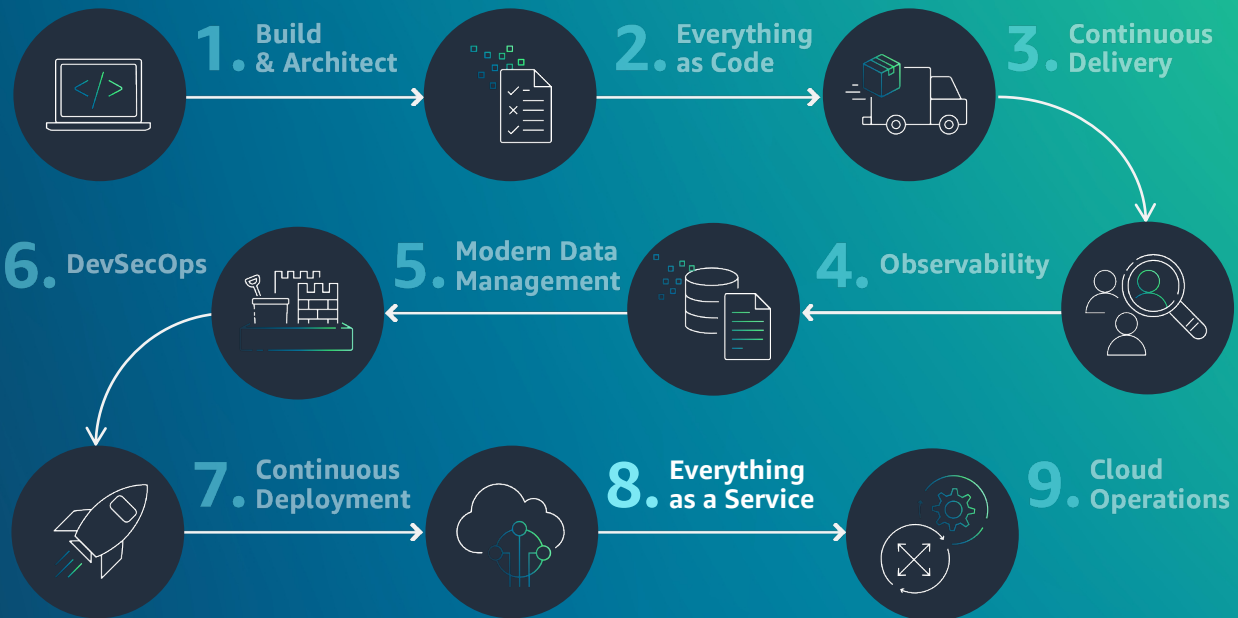 1. Build
& Architect
2. Everything
as Code
3. Continuous
Delivery
4. Observability
5. Modern Data
Management
6. DevSecOps
7. Continuous
Deployment
8. Everything
as a Service
9. Cloud
Operations